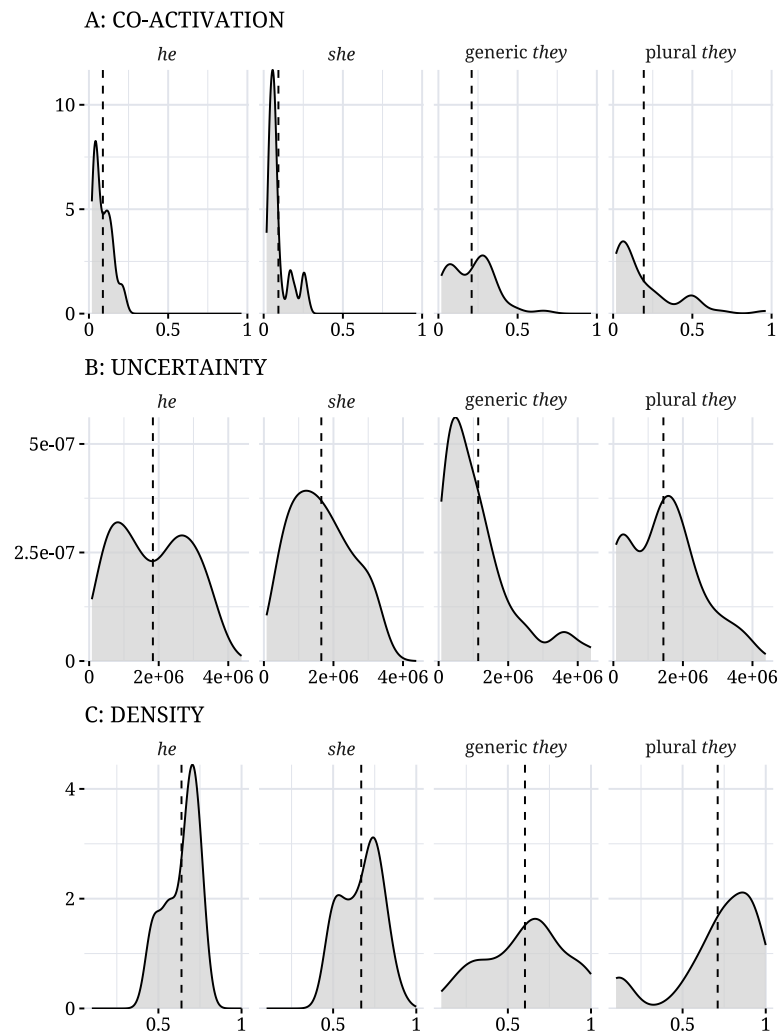 A: CO-ACTIVATION
he she generic they plural they
10
5
0
0 0.5 1 0 0.5 1 0 0.5 1 0 0.5 1
B: UNCERTAINTY
he she generic they plural they
5e-07
2.5e-07
0
0 2e+06 4e+06 0 2e+06 4e+06 0 2e+06 4e+06 0 2e+06 4e+06
C: DENSITY
he she generic they plural they
4
2
0
0.5 1 0.5 1 0.5 1 0.5 1